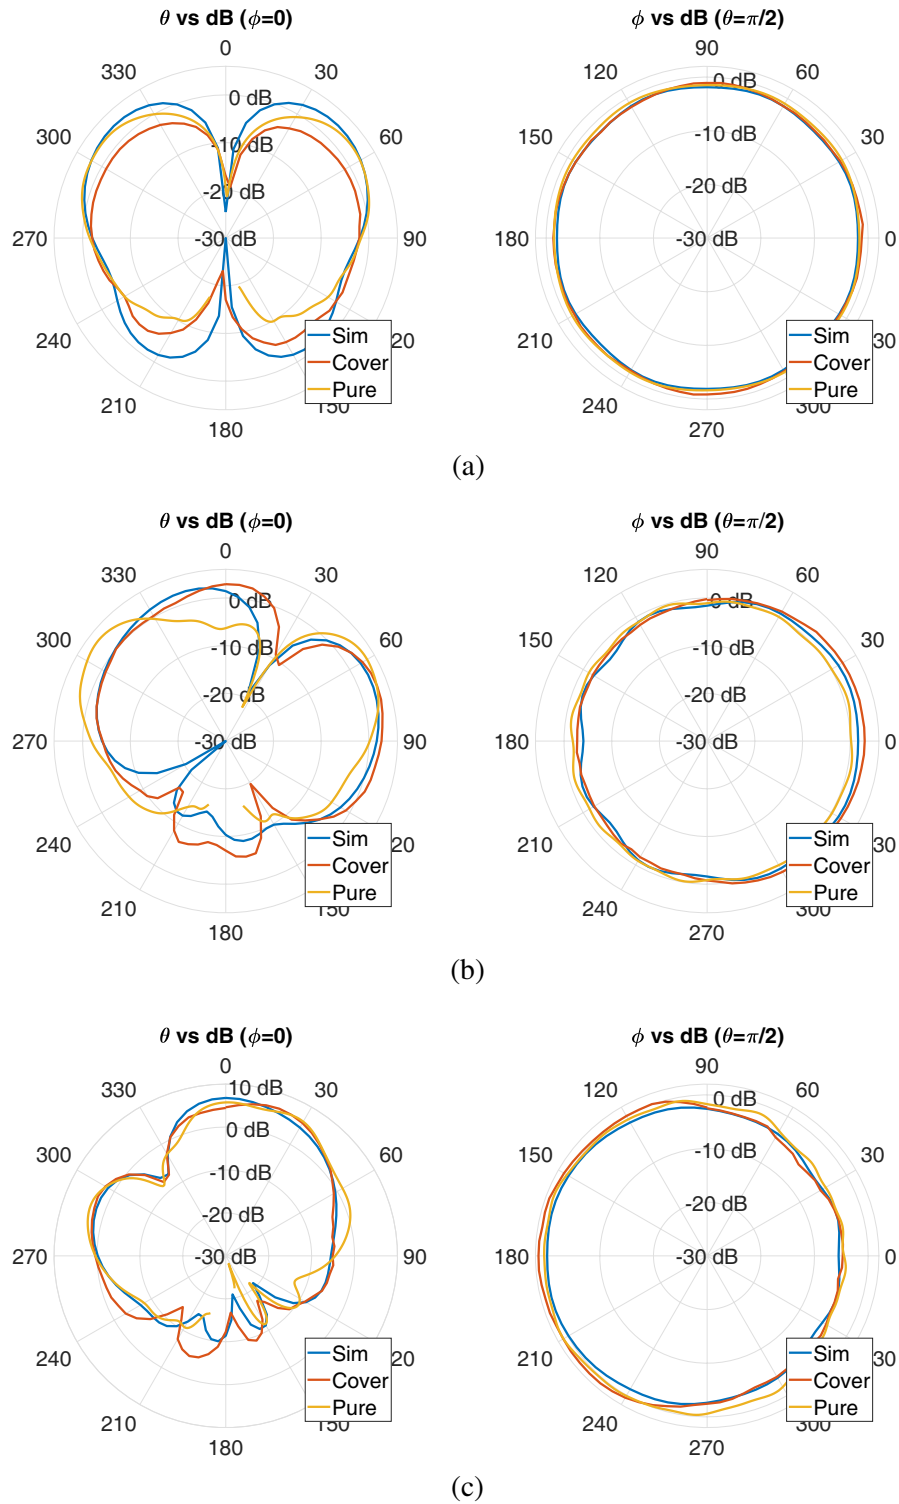 θ vs dB (ϕ=0)
0
330
30
0 dB
300
60
-10 dB
-20 dB
270
-30 dB
90
240
20
210
150
180
Sim
Cover
Pure
ϕ vs dB (θ=π/2)
90
120
60
0 dB
150
30
-10 dB
-20 dB
180
-30 dB
0
210
30
240
300
270
Sim
Cover
Pure
(a)
θ vs dB (ϕ=0)
0
330
30
0 dB
300
60
-10 dB
-20 dB
270
-30 dB
90
240
20
210
150
180
Sim
Cover
Pure
ϕ vs dB (θ=π/2)
90
120
60
0 dB
150
30
-10 dB
-20 dB
180
-30 dB
0
210
30
240
300
270
Sim
Cover
Pure
(b)
θ vs dB (ϕ=0)
0
330
10 dB
30
0 dB
300
60
-10 dB
-20 dB
270
-30 dB
90
240
20
210
150
180
Sim
Cover
Pure
ϕ vs dB (θ=π/2)
90
120
60
0 dB
150
30
-10 dB
-20 dB
180
-30 dB
0
210
30
240
300
270
Sim
Cover
Pure
(c)